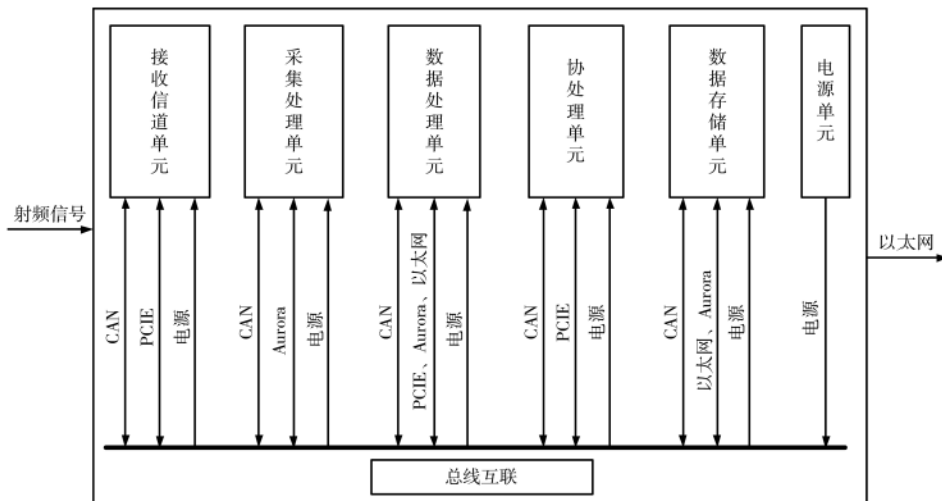 接收信道单元
采集处理单元
数据处理单元
协处理单元
数据存储单元
电源单元
射频信号
以太网
CAN
PCIE
电源
CAN
Aurora
电源
CAN
PCIE、Aurora、以太网
电源
CAN
PCIE
电源
CAN
以太网、Aurora
电源
电源
总线互联